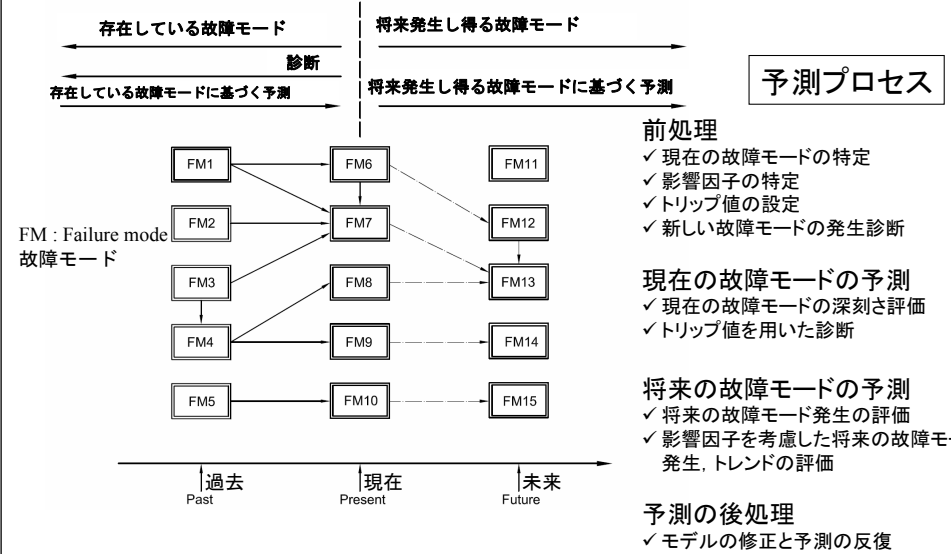 存在している故障モード
将来発生し得る故障モード
診断
存在している故障モードに基づく予測
将来発生し得る故障モードに基づく予測
予測プロセス
FM1
FM6
FM11
FM2
FM7
FM12
FM3
FM8
FM13
FM4
FM9
FM14
FM5
FM10
FM15
FM : Failure mode
故障モード
過去
Past
現在
Present
未来
Future
前処理
✓現在の故障モードの特定
✓影響因子の特定
✓トリップ値の設定
✓新しい故障モードの発生診断
現在の故障モードの予測
✓現在の故障モードの深刻さ評価
✓トリップ値を用いた診断
将来の故障モードの予測
✓将来の故障モード発生の評価
✓影響因子を考慮した将来の故障モー
発生，トレンドの評価
予測の後処理
✓モデルの修正と予測の反復